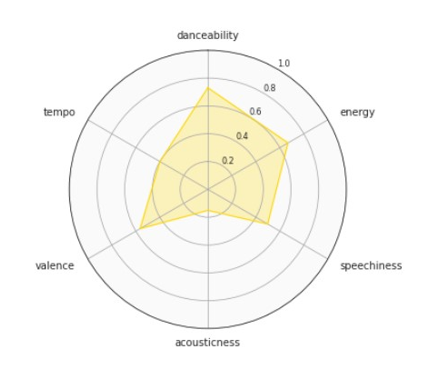 danceability
1.0
0.8
tempo
energy
0.6
0.4
0.2
valence
speechiness
acousticness